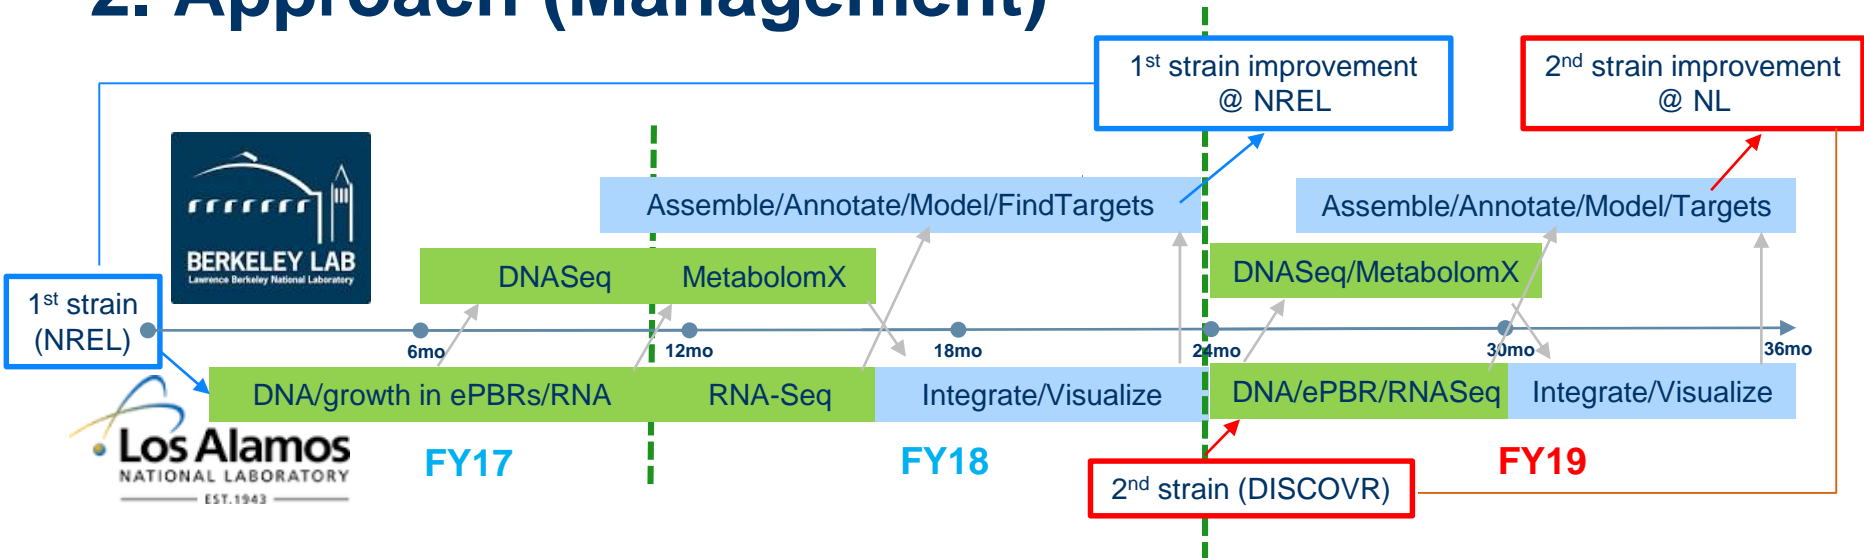 2. Approach (Management)
1st strain improvement
@ NREL
2nd strain improvement
@ NL
Assemble/Annotate/Model/FindTargets
Assemble/Annotate/Model/Targets
BERKELEY LAB
Lawrence Berkeley National Laboratory
DNASeq
MetabolomX
DNASeq/MetabolomX
1st strain
(NREL)
6mo
12mo
18mo
24mo
30mo
36mo
DNA/growth in ePBRs/RNA
RNA-Seq
Integrate/Visualize
DNA/ePBR/RNASeq
Integrate/Visualize
Los Alamos
NATIONAL LABORATORY
EST.1943
FY17
FY18
FY19
2nd strain (DISCOVR)